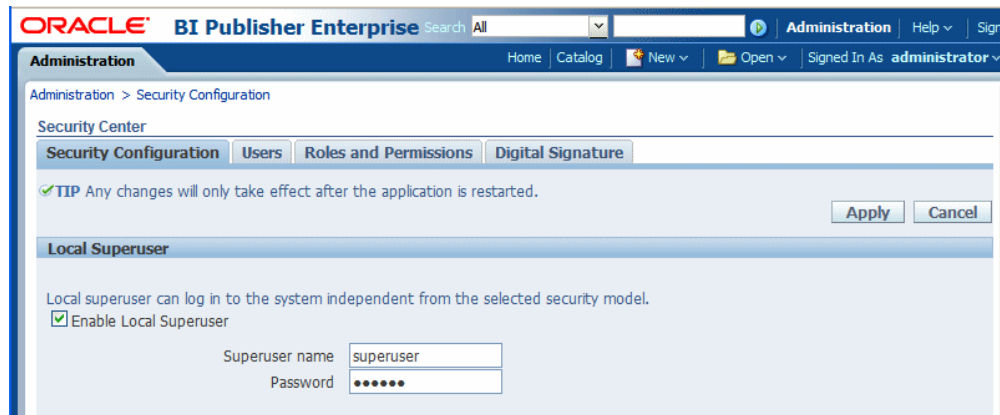 ORACLE BI Publisher Enterprise Search All Administration Help Sign
Administration Home Catalog New Open Signed In As administrator
Administration > Security Configuration
Security Center
Security Configuration Users Roles and Permissions Digital Signature
TIP Any changes will only take effect after the application is restarted.
Apply Cancel
Local Superuser
Local superuser can log in to the system independent from the selected security model.
Enable Local Superuser
Superuser name superuser
Password ●●●●●●